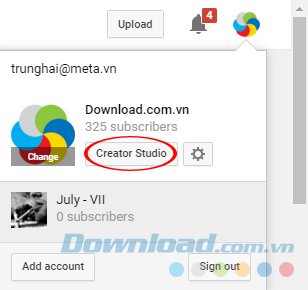 Upload
4
trunghai@meta.vn
Download.com.vn
325 subscribers
Change
Creator Studio
July - VII
0 subscribers
Download.com.vn
Add account
Sign out